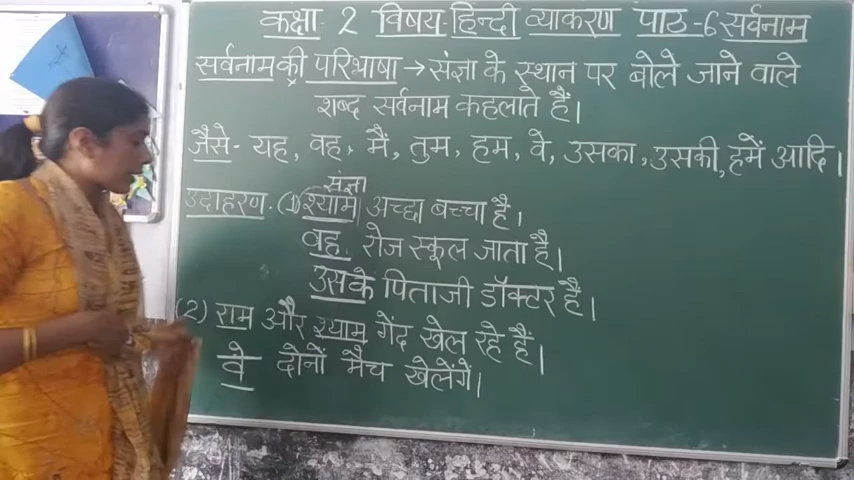 कक्षा- 2 विषय-हिन्दी व्याकरण पाठ-6 सर्वनाम
सर्वनाम की परिभाषा → संज्ञा के स्थान पर बोले जाने वाले
शब्द सर्वनाम कहलाते हैं।
जैसे- यह, वह, मैं, तुम, हम, वे, उसका, उसकी, हमें आदि।
संज्ञा
उदाहरण- (1) श्याम अच्छा बच्चा है।
वह रोज स्कूल जाता है।
उसके पिताजी डॉक्टर हैं।
(2) राम और श्याम गेंद खेल रहे हैं।
वे दोनों मैच खेलेंगे।